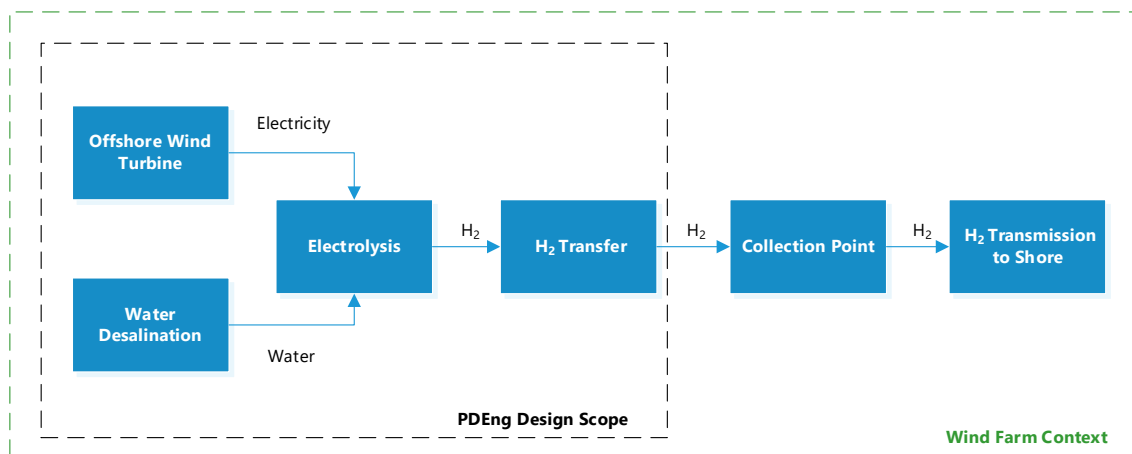 Offshore Wind
Turbine
Electricity
Electrolysis
H₂
H₂ Transfer
H₂
Collection Point
H₂
H₂ Transmission
to Shore
Water
Desalination
Water
PDEng Design Scope
Wind Farm Context